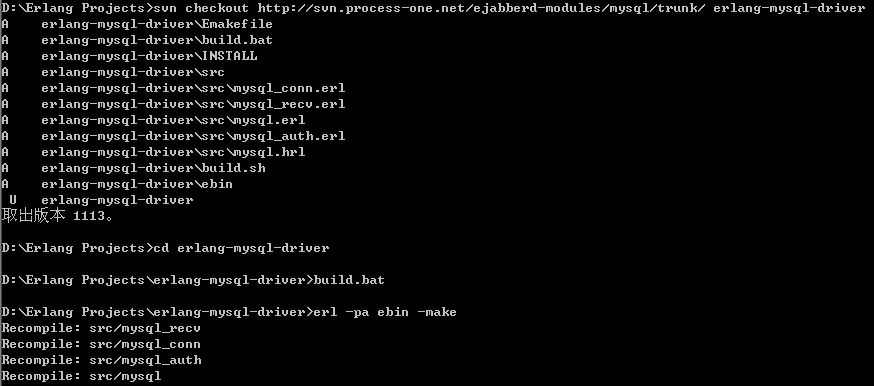 D:\Erlang Projects>svn checkout http://svn.process-one.net/ejabberd-modules/mysql/trunk/ erlang-mysql-driver
A    erlang-mysql-driver\Emakefile
A    erlang-mysql-driver\build.bat
A    erlang-mysql-driver\INSTALL
A    erlang-mysql-driver\src
A    erlang-mysql-driver\src\mysql_conn.erl
A    erlang-mysql-driver\src\mysql_recv.erl
A    erlang-mysql-driver\src\mysql.erl
A    erlang-mysql-driver\src\mysql_auth.erl
A    erlang-mysql-driver\src\mysql.hrl
A    erlang-mysql-driver\build.sh
A    erlang-mysql-driver\ebin
 U   erlang-mysql-driver
取出版本 1113。
D:\Erlang Projects>cd erlang-mysql-driver
D:\Erlang Projects\erlang-mysql-driver>build.bat
D:\Erlang Projects\erlang-mysql-driver>erl -pa ebin -make
Recompile: src/mysql_recv
Recompile: src/mysql_conn
Recompile: src/mysql_auth
Recompile: src/mysql